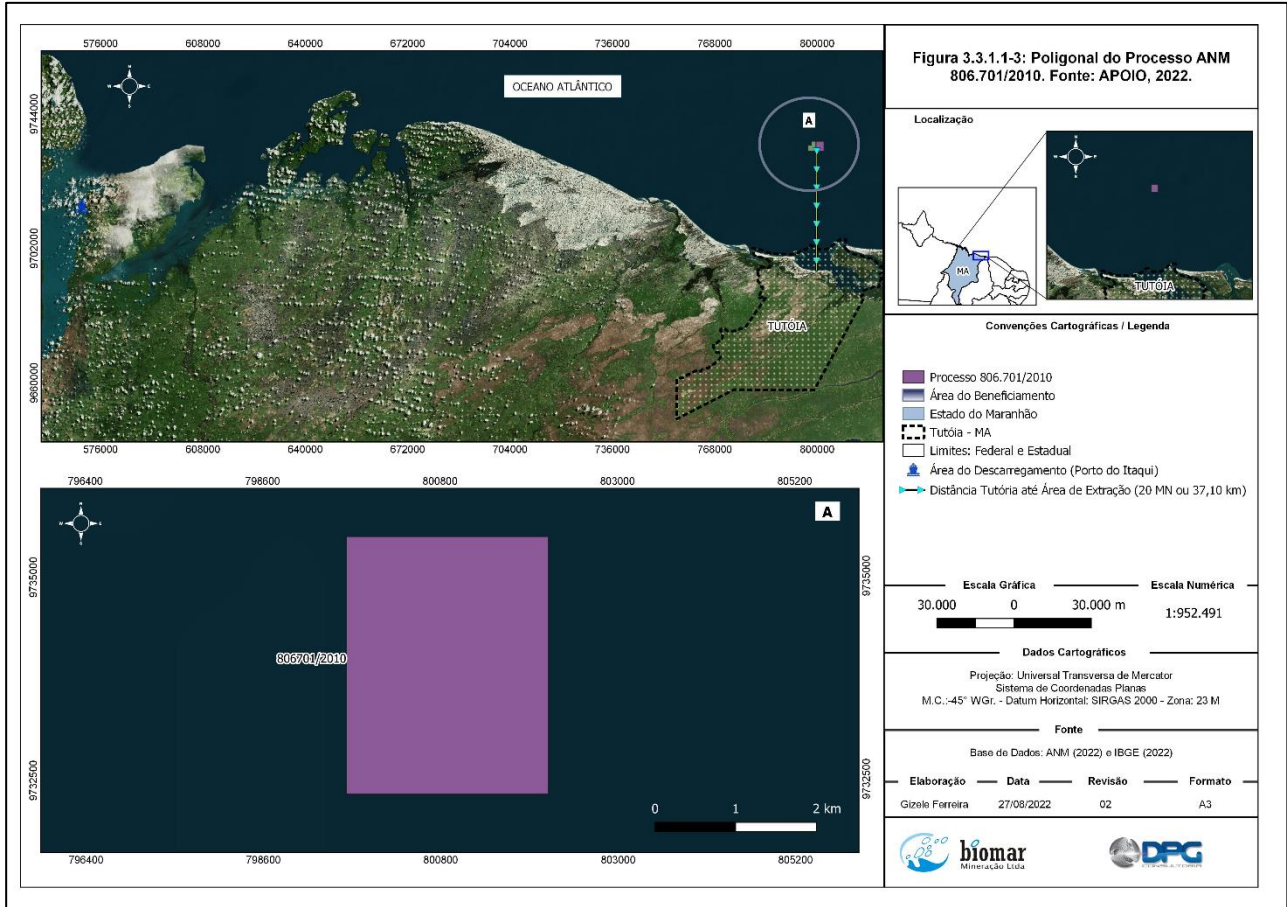 576000 608000 640000 672000 704000 736000 768000 800000
9744000
9702000
9660000
OCEANO ATLÂNTICO
A
TUTÓIA
576000 608000 640000 672000 704000 736000 768000 800000
796400 798600 800800 803000 805200
A
9735000
9732500
9735000
9732500
806701/2010
0 1 2 km
796400 798600 800800 803000 805200
Figura 3.3.1.1-3: Poligonal do Processo ANM
806.701/2010. Fonte: APOIO, 2022.
Localização
MA
TUTÓIA
Convenções Cartográficas / Legenda
Processo 806.701/2010
Área do Beneficiamento
Estado do Maranhão
Tutóia - MA
Limites: Federal e Estadual
Área do Descarregamento (Porto do Itaqui)
Distância Tutória até Área de Extração (20 MN ou 37,10 km)
Escala Gráfica Escala Numérica
30.000 0 30.000 m
1:952.491
Dados Cartográficos
Projeção: Universal Transversa de Mercator
Sistema de Coordenadas Planas
M.C.:-45° WGr. - Datum Horizontal: SIRGAS 2000 - Zona: 23 M
Fonte
Base de Dados: ANM (2022) e IBGE (2022)
Elaboração Data Revisão Formato
Gizele Ferreira 27/08/2022 02 A3
biomar
Mineração Ltda
DPG
CONSULTORIA